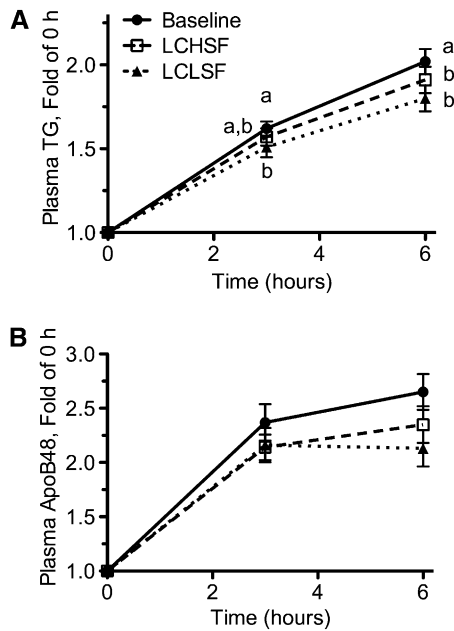 A
Baseline
LCHSF
LCLSF
Plasma TG, Fold of 0 h
2.0
1.5
1.0
a
a,b
b
a
b
b
0
2
4
6
Time (hours)
B
Plasma ApoB48, Fold of 0 h
3.0
2.5
2.0
1.5
1.0
0
2
4
6
Time (hours)